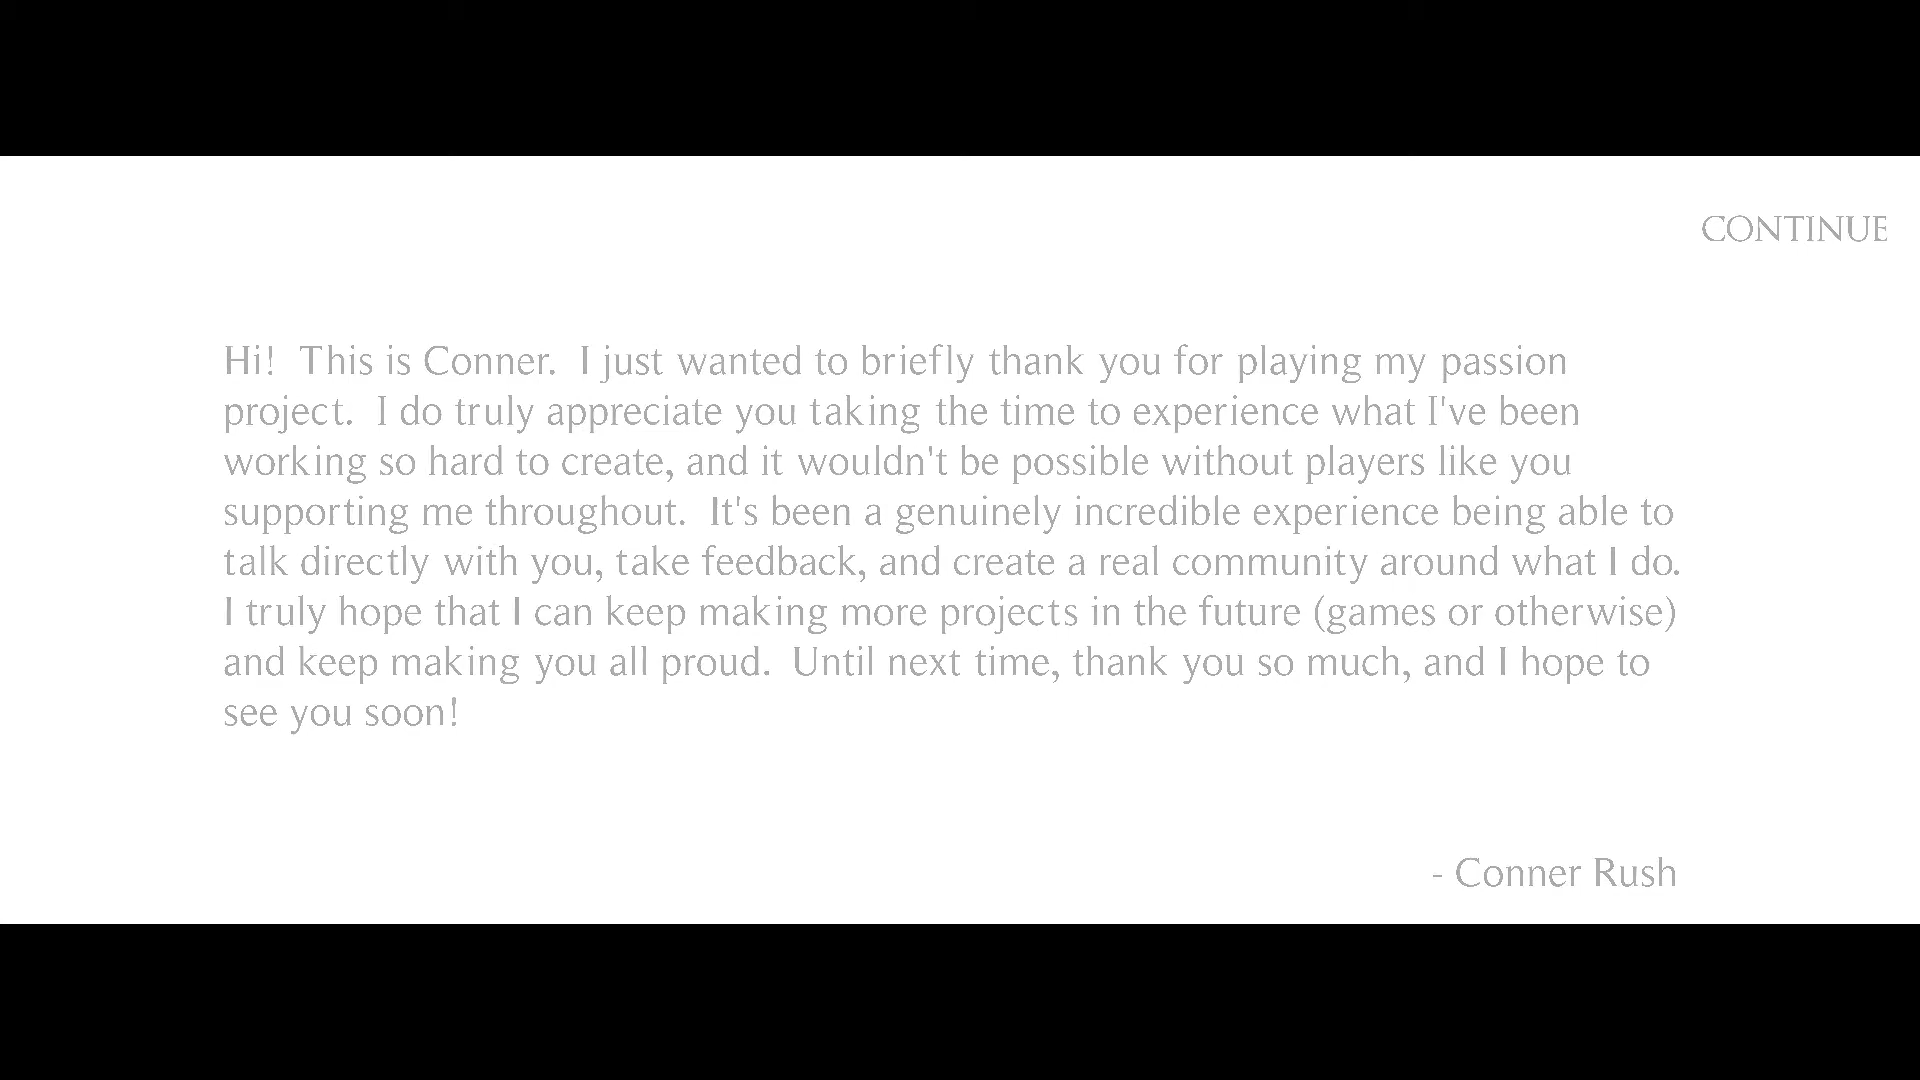 CONTINUE
Hi!  This is Conner.  I just wanted to briefly thank you for playing my passion
project.  I do truly appreciate you taking the time to experience what I've been
working so hard to create, and it wouldn't be possible without players like you
supporting me throughout.  It's been a genuinely incredible experience being able to
talk directly with you, take feedback, and create a real community around what I do.
I truly hope that I can keep making more projects in the future (games or otherwise)
and keep making you all proud.  Until next time, thank you so much, and I hope to
see you soon!
- Conner Rush